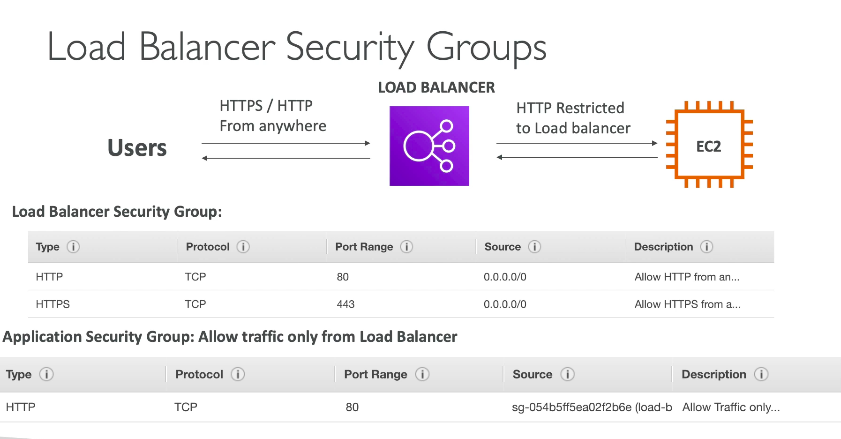 Load Balancer Security Groups
LOAD BALANCER
HTTPS / HTTP
From anywhere
HTTP Restricted
to Load balancer
Users
EC2
Load Balancer Security Group:
Type Protocol Port Range Source Description
HTTP TCP 80 0.0.0.0/0 Allow HTTP from an...
HTTPS TCP 443 0.0.0.0/0 Allow HTTPS from a...
Application Security Group: Allow traffic only from Load Balancer
Type Protocol Port Range Source Description
HTTP TCP 80 sg-054b5ff5ea02f2b6e (load-b Allow Traffic only...